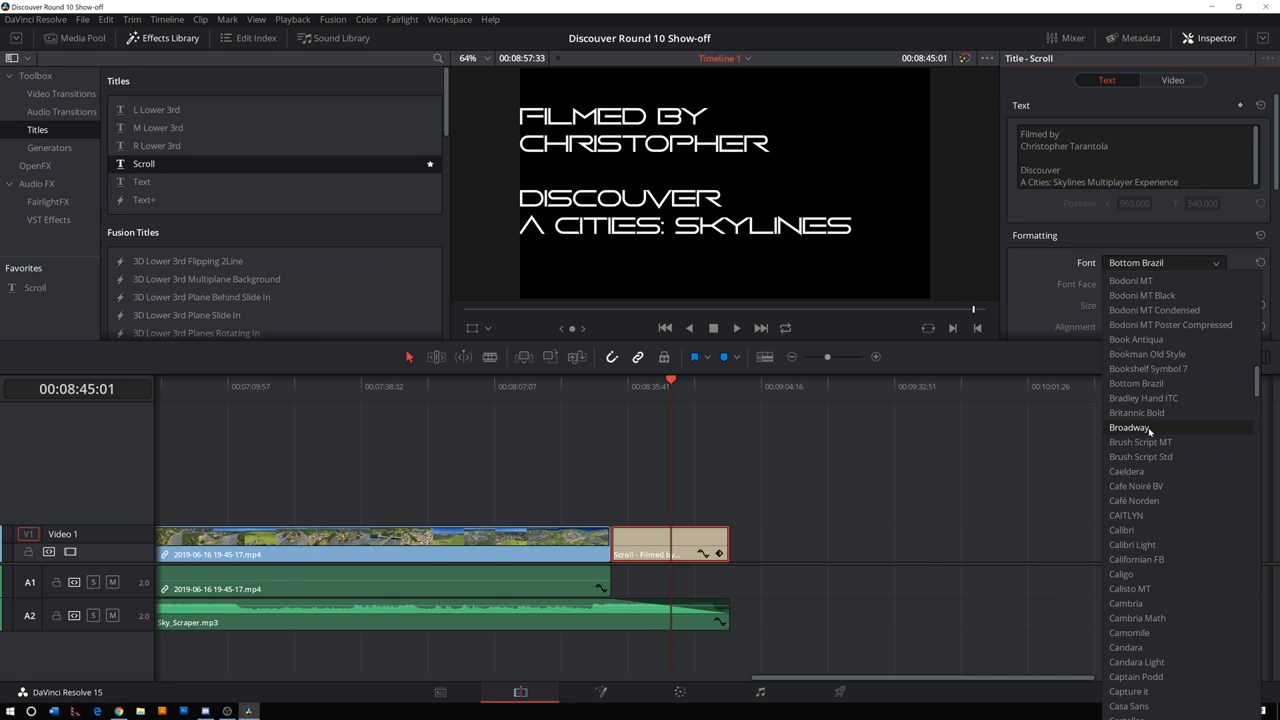 Discover Round 10 Show-off
DaVinci Resolve File Edit Trim Timeline Clip Mark View Playback Fusion Color Fairlight Workspace Help
Media Pool Effects Library Edit Index Sound Library Discover Round 10 Show-off Mixer Metadata Inspector
64% 00:08:57:33 Timeline 1 00:08:45:01 Title - Scroll
Toolbox
Video Transitions
Audio Transitions
Titles
Generators
OpenFX
Audio FX
FairlightFX
VST Effects
Favorites
Scroll
Titles
L Lower 3rd
M Lower 3rd
R Lower 3rd
Scroll
Text
Text+
Fusion Titles
3D Lower 3rd Flipping 2Line
3D Lower 3rd Multiplane Background
3D Lower 3rd Plane Behind Slide In
3D Lower 3rd Plane Slide In
3D Lower 3rd Planes Rotating In
FILMED BY
CHRISTOPHER
DISCOUVER
A CITIES: SKYLINES
Text Video
Text
Filmed by
Christopher Tarantola
Discouver
A Cities: Skylines Multiplayer Experience
Position X 960.000 Y 540.000
Formatting
Font Bottom Brazil
Font Face
Size
Alignment
Bodoni MT
Bodoni MT Black
Bodoni MT Condensed
Bodoni MT Poster Compressed
Book Antiqua
Bookman Old Style
Bookshelf Symbol 7
Bottom Brazil
Bradley Hand ITC
Britannic Bold
Broadway
Brush Script MT
Brush Script Std
Caeldera
Cafe Noiré BV
Café Norden
CAITLYN
Calibri
Calibri Light
Californian FB
Caligo
Calisto MT
Cambria
Cambria Math
Camomile
Candara
Candara Light
Captain Podd
Capture it
Casa Sans
00:08:45:01
00:07:09:57 00:07:38:32 00:08:07:07 00:08:35:41 00:09:04:16 00:09:32:51 00:10:01:26
V1 Video 1
2019-06-16 19-45-17.mp4
Scroll - Filmed by...
A1 S M 2.0
2019-06-16 19-45-17.mp4
A2 S M 2.0
Sky_Scraper.mp3
DaVinci Resolve 15